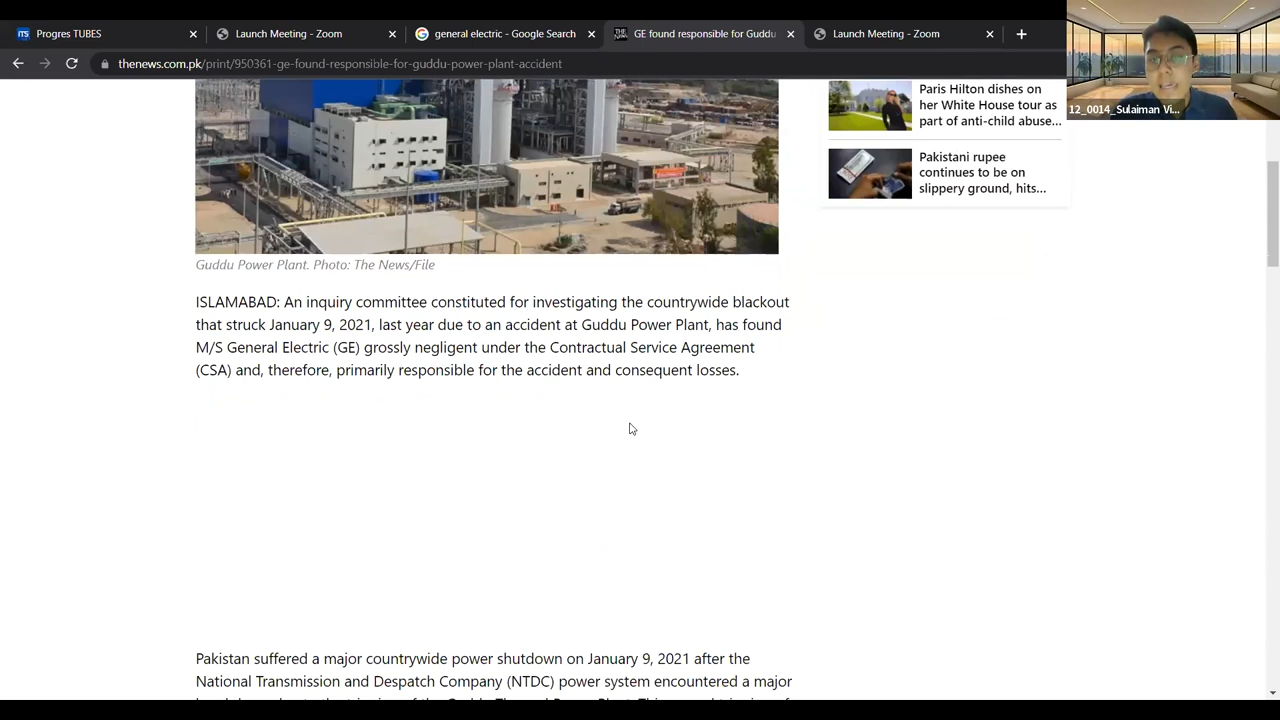 Progres TUBES
Launch Meeting - Zoom
general electric - Google Search
GE found responsible for Guddu
Launch Meeting - Zoom
thenews.com.pk/print/950361-ge-found-responsible-for-guddu-power-plant-accident
12_0014_Sulaiman Vi...
Paris Hilton dishes on
her White House tour as
part of anti-child abuse...
Pakistani rupee
continues to be on
slippery ground, hits...
Guddu Power Plant. Photo: The News/File
ISLAMABAD: An inquiry committee constituted for investigating the countrywide blackout
that struck January 9, 2021, last year due to an accident at Guddu Power Plant, has found
M/S General Electric (GE) grossly negligent under the Contractual Service Agreement
(CSA) and, therefore, primarily responsible for the accident and consequent losses.
Pakistan suffered a major countrywide power shutdown on January 9, 2021 after the
National Transmission and Despatch Company (NTDC) power system encountered a major